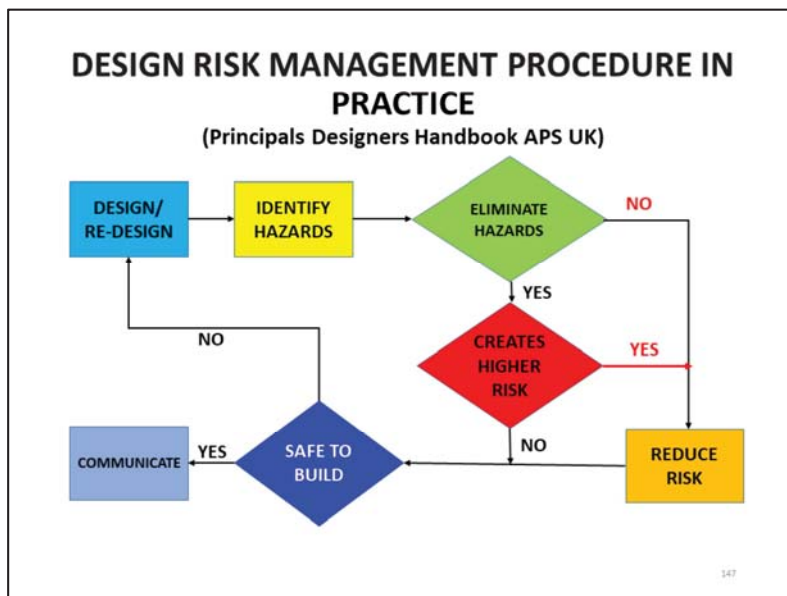 DESIGN RISK MANAGEMENT PROCEDURE IN
PRACTICE
(Principals Designers Handbook APS UK)
DESIGN/
RE-DESIGN
IDENTIFY
HAZARDS
ELIMINATE
HAZARDS
NO
YES
CREATES
HIGHER
RISK
YES
NO
NO
REDUCE
RISK
SAFE TO
BUILD
YES
COMMUNICATE
147